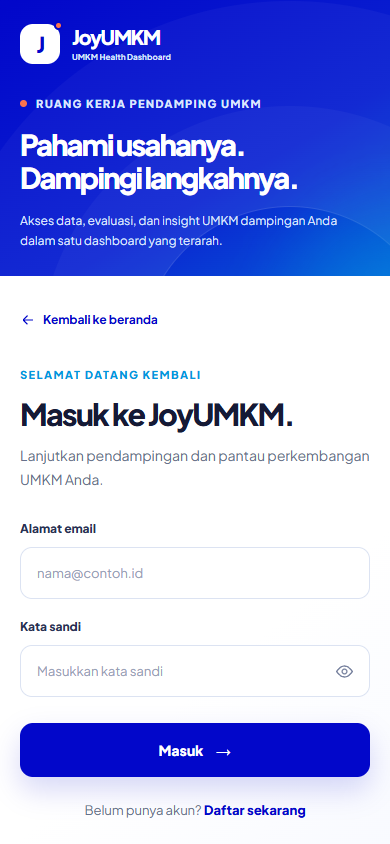 J
JoyUMKM
UMKM Health Dashboard
RUANG KERJA PENDAMPING UMKM
Pahami usahanya.
Dampingi langkahnya.
Akses data, evaluasi, dan insight UMKM dampingan Anda
dalam satu dashboard yang terarah.
← Kembali ke beranda
SELAMAT DATANG KEMBALI
Masuk ke JoyUMKM.
Lanjutkan pendampingan dan pantau perkembangan
UMKM Anda.
Alamat email
nama@contoh.id
Kata sandi
Masukkan kata sandi
Masuk →
Belum punya akun? Daftar sekarang